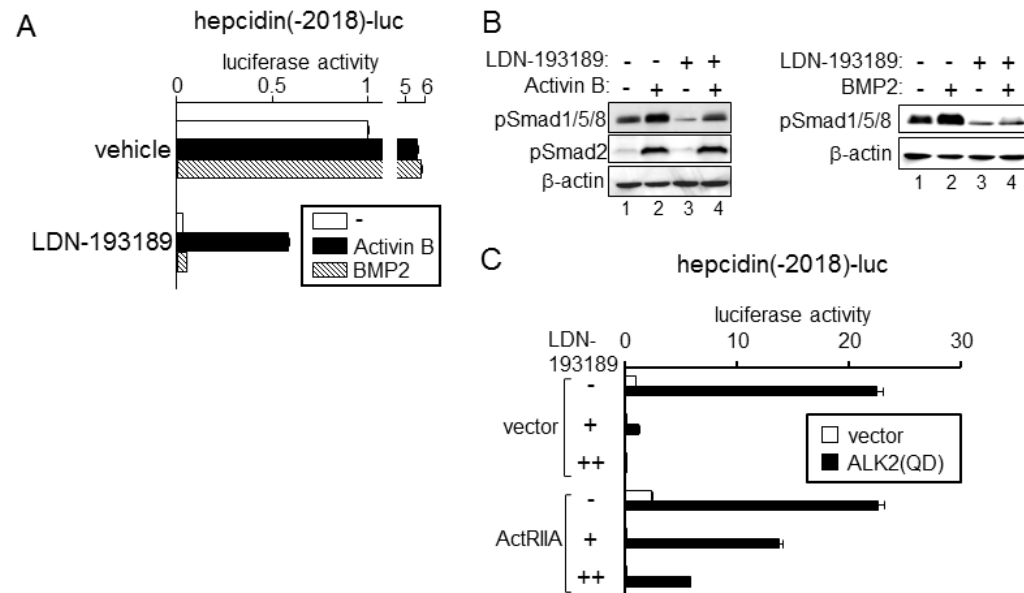 A
hepcidin(-2018)-luc
luciferase activity
0 0.5 1 5 6
vehicle
LDN-193189
-
Activin B
BMP2
B
LDN-193189: - - + +
Activin B: - + - +
pSmad1/5/8
pSmad2
β-actin
1 2 3 4
LDN-193189: - - + +
BMP2: - + - +
pSmad1/5/8
β-actin
1 2 3 4
C
hepcidin(-2018)-luc
luciferase activity
LDN-
193189
0 10 20 30
vector
-
+
++
ActRIIA
-
+
++
vector
ALK2(QD)